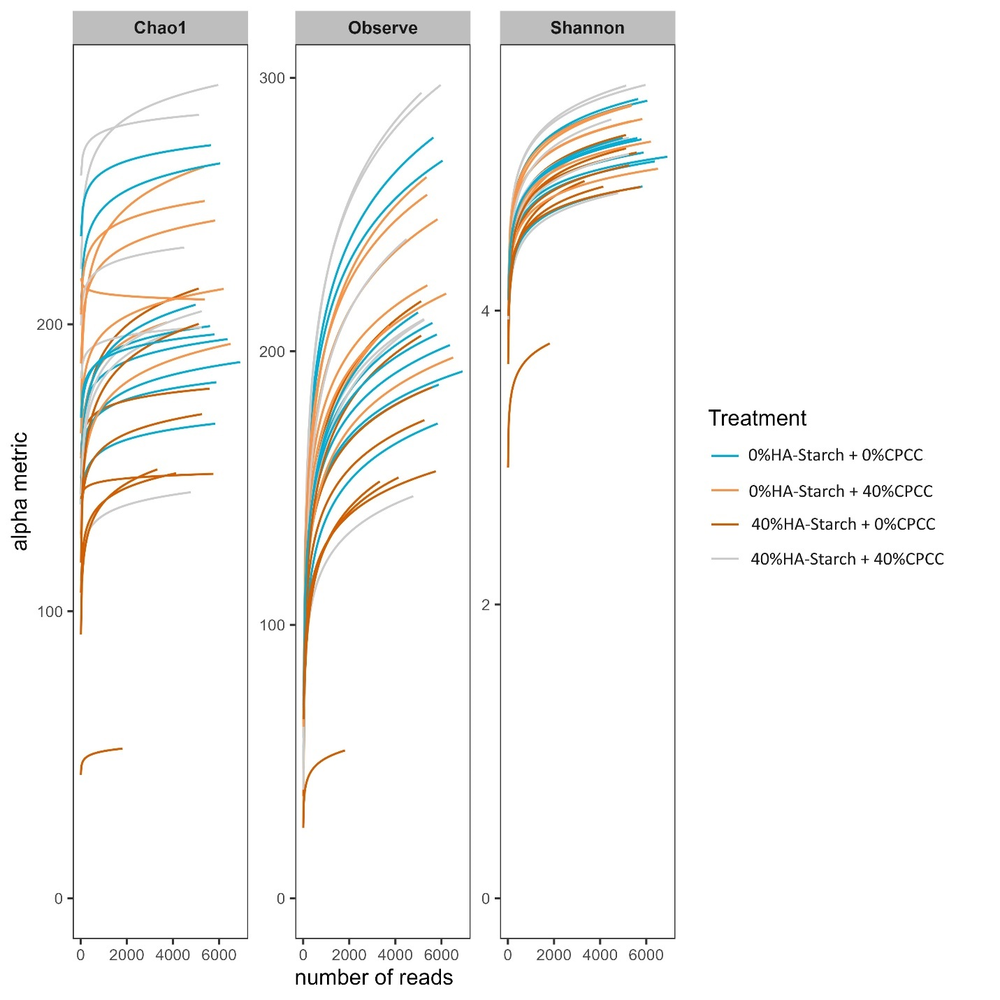 Chao1 Observe Shannon
300
200
200
4
100
100
2
0
0
0
0 2000 4000 6000 0 2000 4000 6000 0 2000 4000 6000
number of reads
alpha metric
Treatment
0%HA-Starch + 0%CPCC
0%HA-Starch + 40%CPCC
40%HA-Starch + 0%CPCC
40%HA-Starch + 40%CPCC